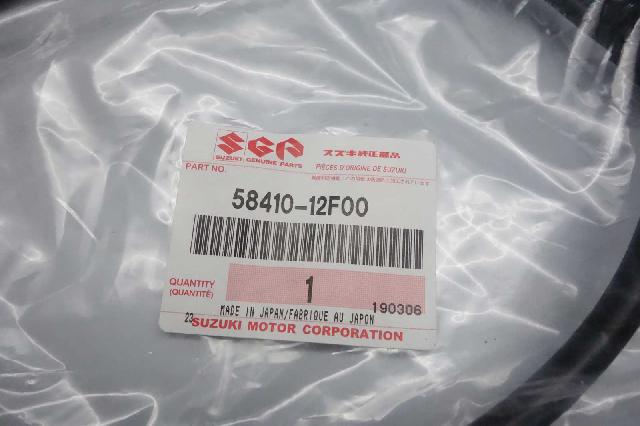 SGP
SUZUKI GENUINE PARTS
スズキ純正部品
PIÈCES D'ORIGINE DE SUZUKI
PART NO.
58410-12F00
QUANTITY
(QUANTITÉ)
1
190306
MADE IN JAPAN/FABRIQUE AU JAPON
23
SUZUKI MOTOR CORPORATION